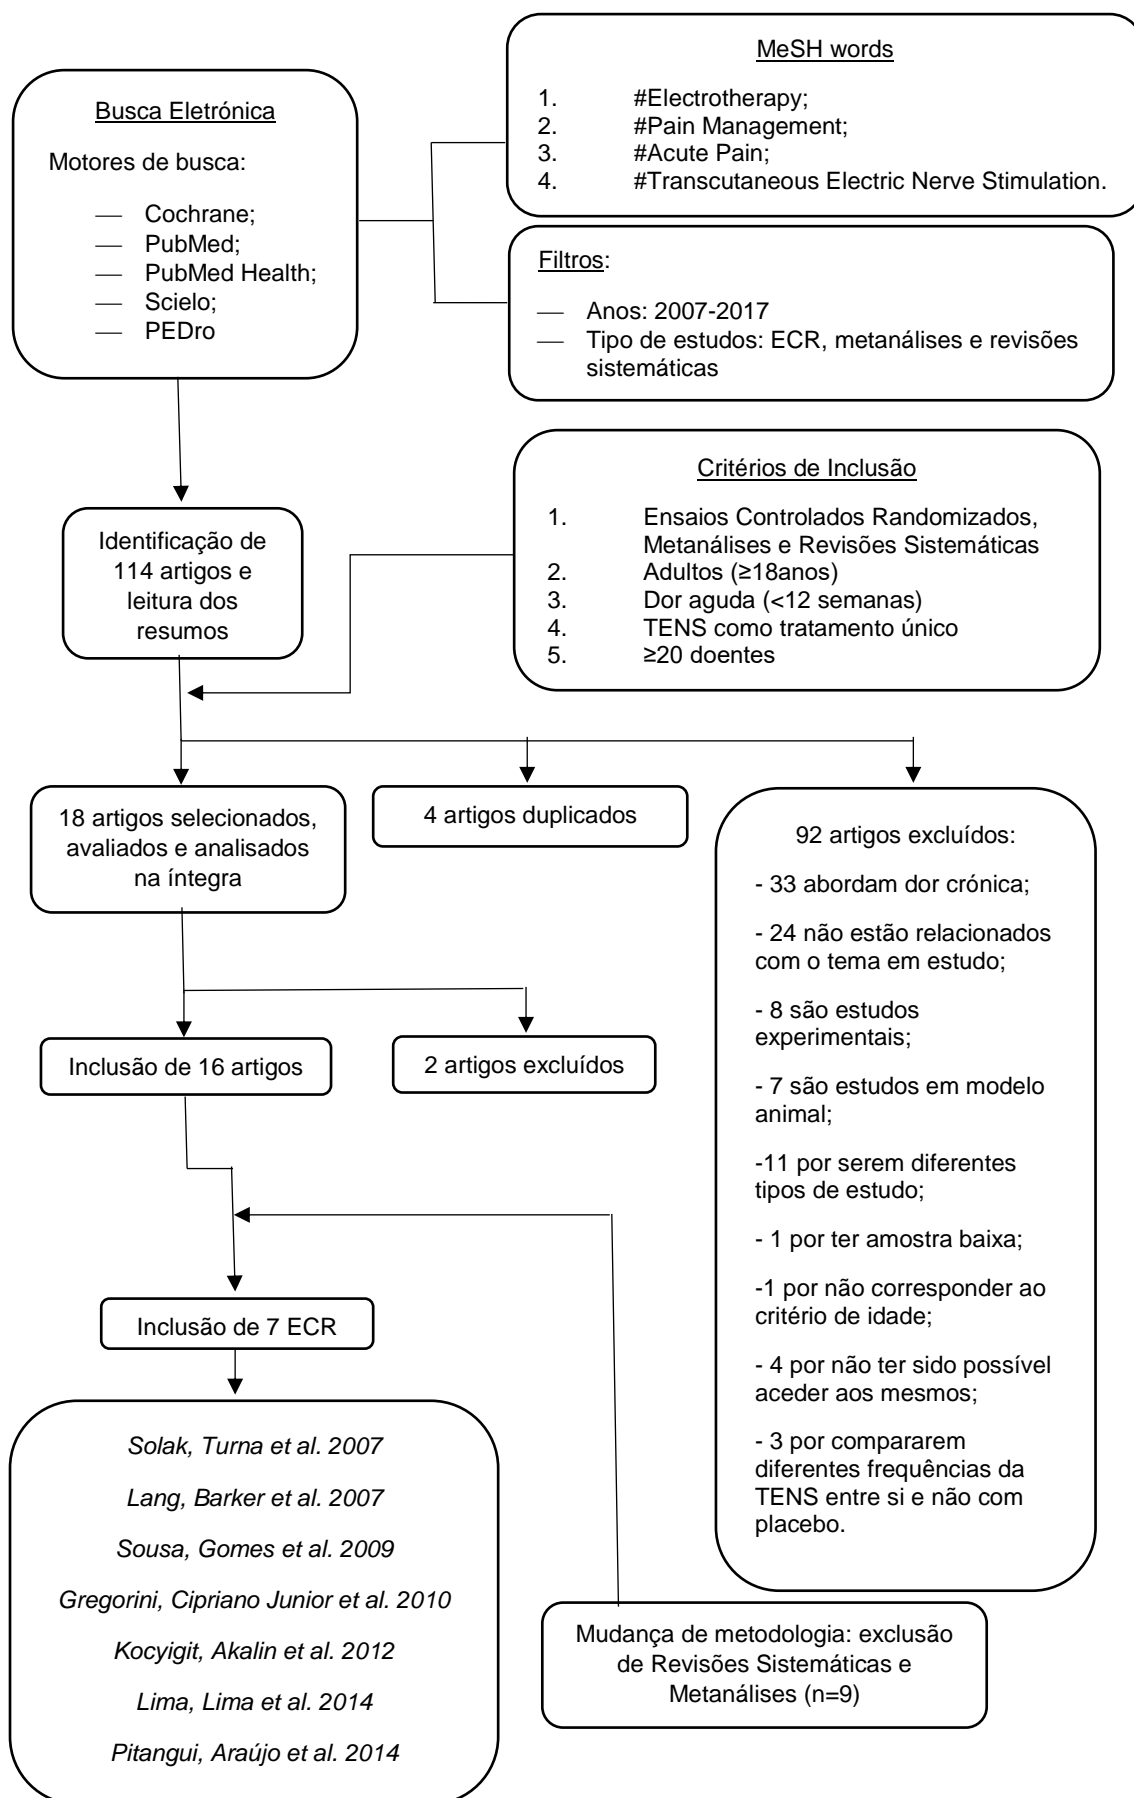 Busca Eletrónica
Motores de busca:
— Cochrane;
— PubMed;
— PubMed Health;
— Scielo;
— PEDro
MeSH words
1. #Electrotherapy;
2. #Pain Management;
3. #Acute Pain;
4. #Transcutaneous Electric Nerve Stimulation.
Filtros:
— Anos: 2007-2017
— Tipo de estudos: ECR, metanálises e revisões
sistemáticas
Critérios de Inclusão
1. Ensaios Controlados Randomizados,
Metanálises e Revisões Sistemáticas
2. Adultos (≥18anos)
3. Dor aguda (<12 semanas)
4. TENS como tratamento único
5. ≥20 doentes
Identificação de
114 artigos e
leitura dos
resumos
18 artigos selecionados,
avaliados e analisados
na íntegra
4 artigos duplicados
92 artigos excluídos:
- 33 abordam dor crónica;
- 24 não estão relacionados
com o tema em estudo;
- 8 são estudos
experimentais;
- 7 são estudos em modelo
animal;
-11 por serem diferentes
tipos de estudo;
- 1 por ter amostra baixa;
-1 por não corresponder ao
critério de idade;
- 4 por não ter sido possível
aceder aos mesmos;
- 3 por compararem
diferentes frequências da
TENS entre si e não com
placebo.
Inclusão de 16 artigos
2 artigos excluídos
Inclusão de 7 ECR
Mudança de metodologia: exclusão
de Revisões Sistemáticas e
Metanálises (n=9)
Solak, Turna et al. 2007
Lang, Barker et al. 2007
Sousa, Gomes et al. 2009
Gregorini, Cipriano Junior et al. 2010
Kocyigit, Akalin et al. 2012
Lima, Lima et al. 2014
Pitangui, Araújo et al. 2014